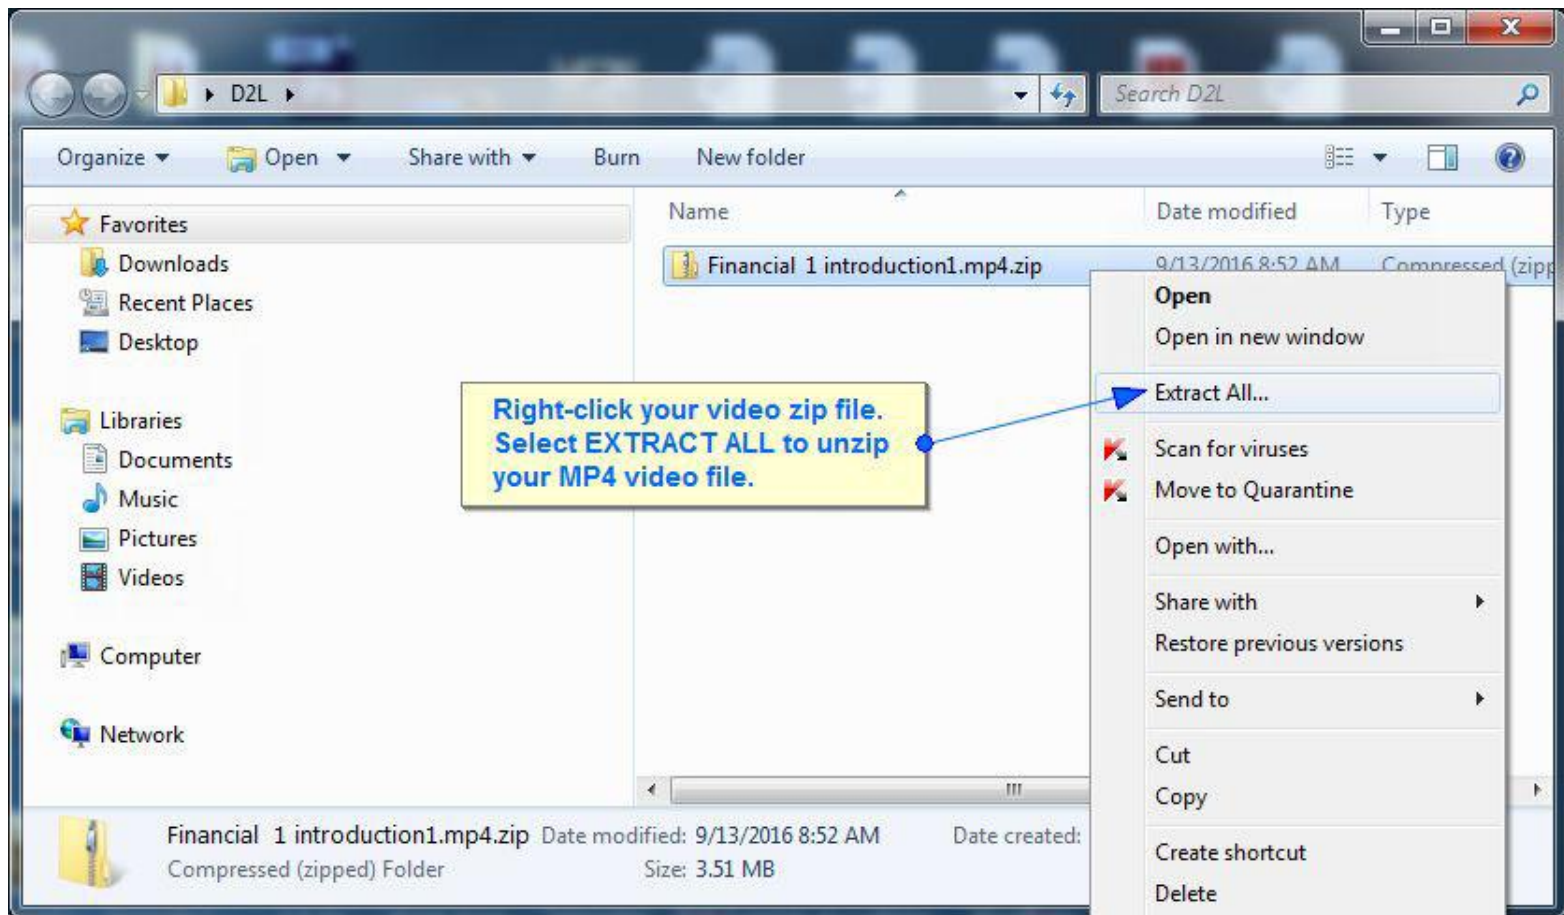 D2L
Search D2L
Organize Open Share with Burn New folder
Name Date modified Type
Favorites
Downloads
Recent Places
Desktop
Libraries
Documents
Music
Pictures
Videos
Computer
Network
Financial 1 introduction1.mp4.zip 9/13/2016 8:52 AM Compressed (zipp
Right-click your video zip file.
Select EXTRACT ALL to unzip
your MP4 video file.
Open
Open in new window
Extract All...
Scan for viruses
Move to Quarantine
Open with...
Share with
Restore previous versions
Send to
Cut
Copy
Create shortcut
Delete
Financial 1 introduction1.mp4.zip Date modified: 9/13/2016 8:52 AM Date created:
Compressed (zipped) Folder Size: 3.51 MB